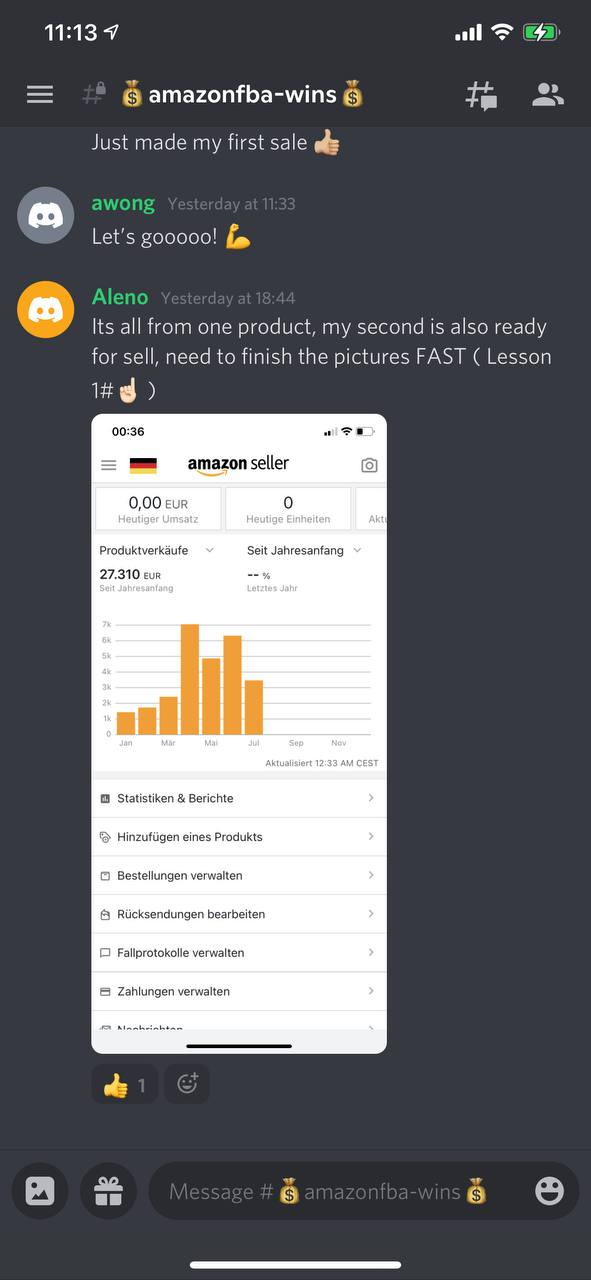 11:13
💰amazonfba-wins💰
Just made my first sale 👍🏼
awong Yesterday at 11:33
Let's gooooo! 💪
Aleno Yesterday at 18:44
Its all from one product, my second is also ready
for sell, need to finish the pictures FAST ( Lesson
1#☝🏻 )
00:36
amazon seller
0,00 EUR 0
Heutiger Umsatz Heutige Einheiten Aktu
Produktverkäufe Seit Jahresanfang
27.310 EUR -- %
Seit Jahresanfang Letztes Jahr
7k
6k
5k
4k
3k
2k
1k
0
Jan Mär Mai Jul Sep Nov
Aktualisiert 12:33 AM CEST
Statistiken & Berichte
Hinzufügen eines Produkts
Bestellungen verwalten
Rücksendungen bearbeiten
Fallprotokolle verwalten
Zahlungen verwalten
Nachrichten
👍 1
Message #💰amazonfba-wins💰